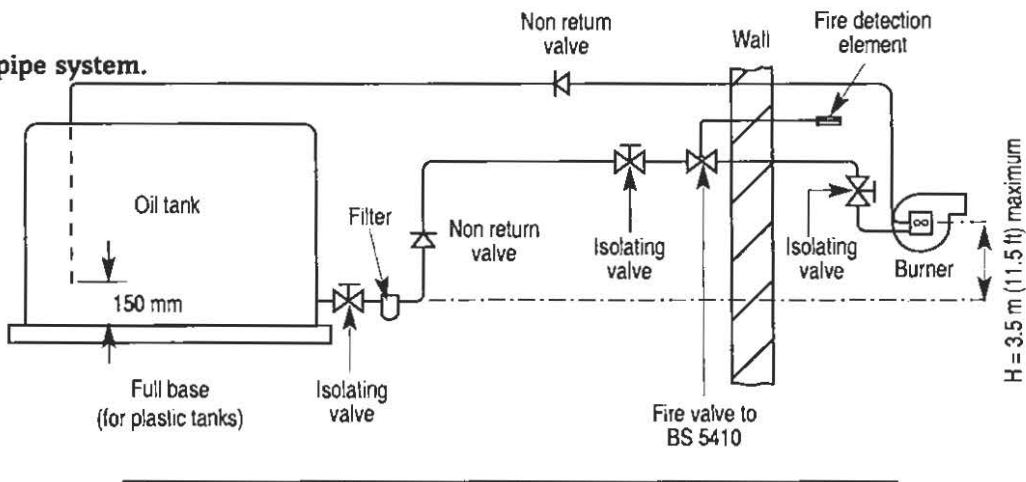 pipe system.
Non return
valve
Wall
Fire detection
element
Oil tank
150 mm
Filter
Non return
valve
Isolating
valve
Isolating
valve
Burner
H = 3.5 m (11.5 ft) maximum
Full base
(for plastic tanks)
Isolating
valve
Fire valve to
BS 5410